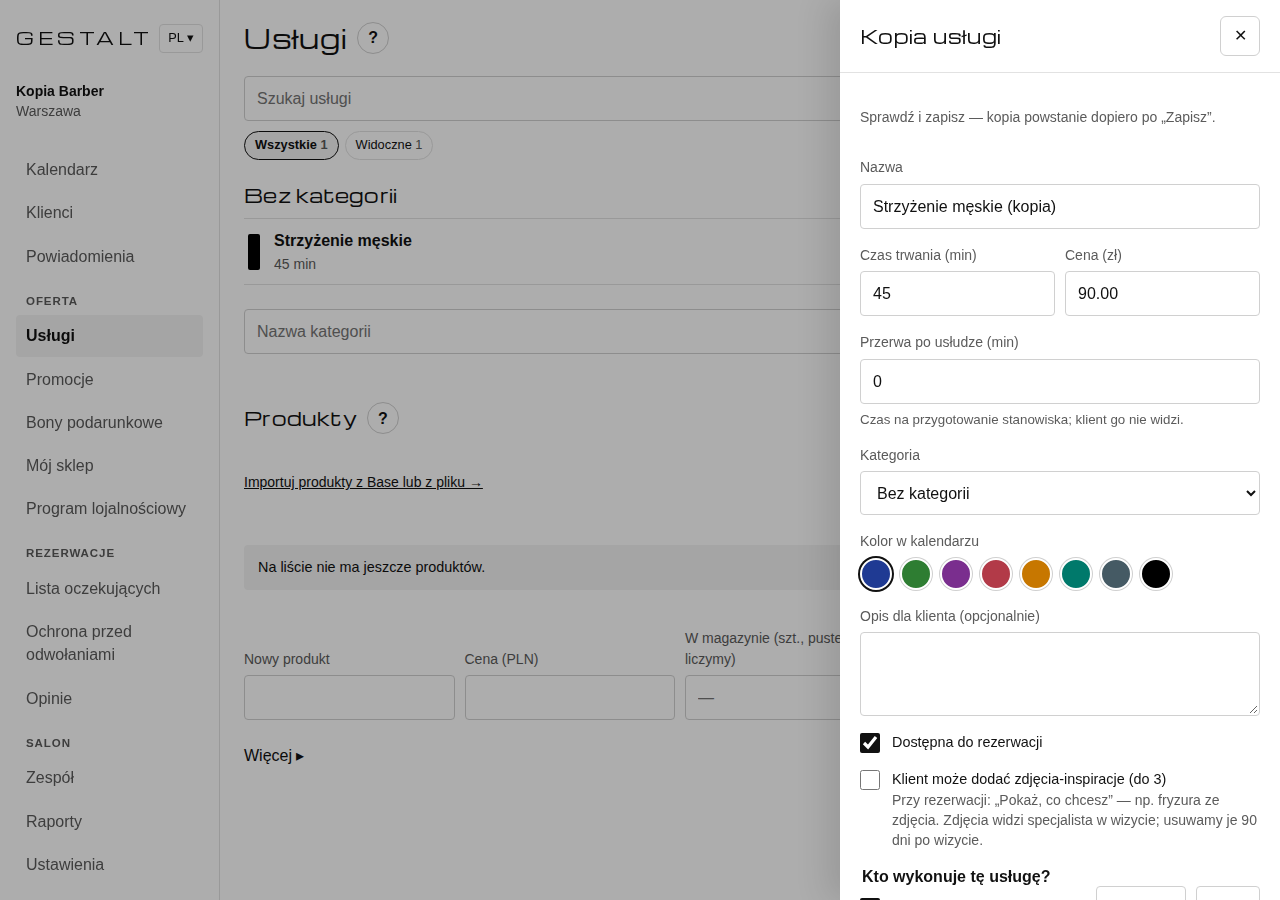 GESTALT
PL ▾
Kopia Barber
Warszawa
Kalendarz
Klienci
Powiadomienia
OFERTA
Usługi
Promocje
Bony podarunkowe
Mój sklep
Program lojalnościowy
REZERWACJE
Lista oczekujących
Ochrona przed
odwołaniami
Opinie
SALON
Zespół
Raporty
Ustawienia
Usługi ?
Szukaj usługi
Wszystkie 1
Widoczne 1
Bez kategorii
Strzyżenie męskie
45 min
Nazwa kategorii
Produkty ?
Importuj produkty z Base lub z pliku →
Na liście nie ma jeszcze produktów.
Nowy produkt
Cena (PLN)
W magazynie (szt., puste
liczymy)
—
Więcej ▸
Kopia usługi
✕
Sprawdź i zapisz — kopia powstanie dopiero po „Zapisz”.
Nazwa
Strzyżenie męskie (kopia)
Czas trwania (min)
Cena (zł)
45
90.00
Przerwa po usłudze (min)
0
Czas na przygotowanie stanowiska; klient go nie widzi.
Kategoria
Bez kategorii
Kolor w kalendarzu
Opis dla klienta (opcjonalnie)
Dostępna do rezerwacji
Klient może dodać zdjęcia-inspiracje (do 3)
Przy rezerwacji: „Pokaż, co chcesz” — np. fryzura ze
zdjęcia. Zdjęcia widzi specjalista w wizycie; usuwamy je 90
dni po wizycie.
Kto wykonuje tę usługę?